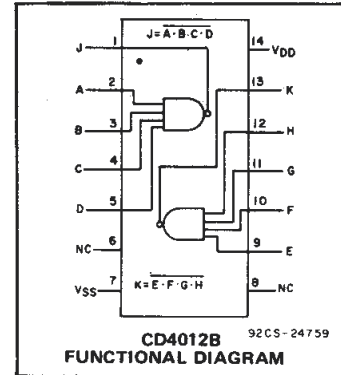 J=A·B·C·D
J 1
14 VDD
A 2
13 K
B 3
12 H
C 4
11 G
D 5
10 F
NC 6
9 E
VSS 7
8 NC
K=E·F·G·H
92CS-24759
CD4012B
FUNCTIONAL DIAGRAM